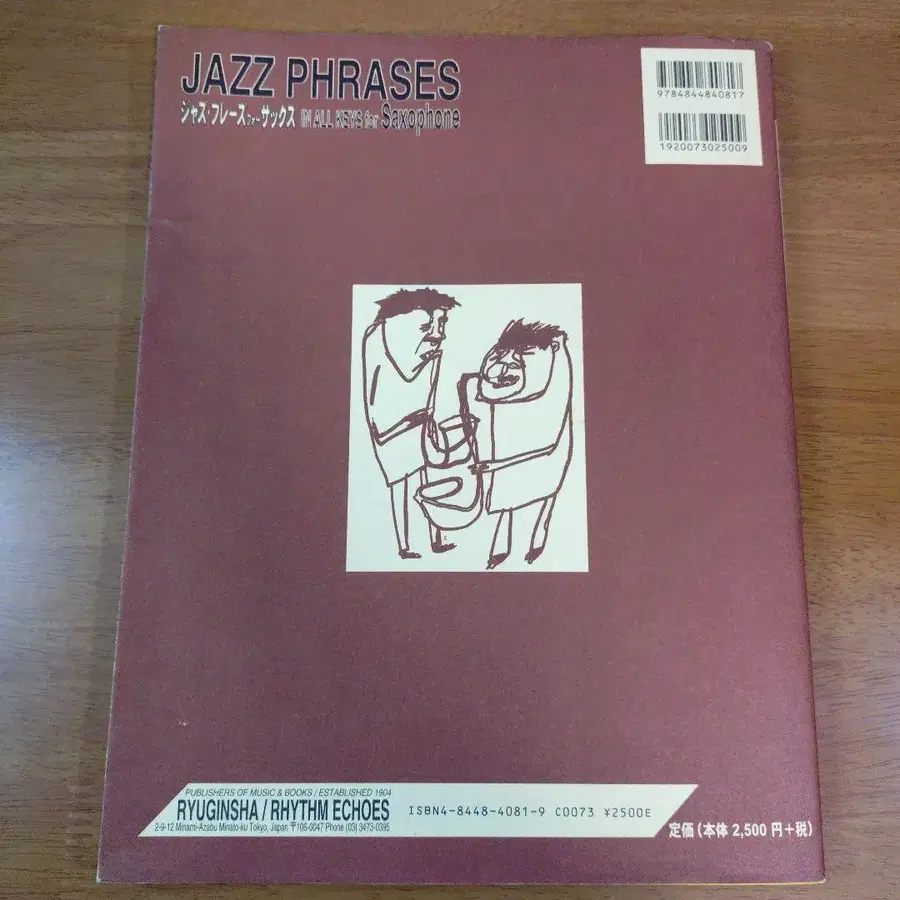 JAZZ PHRASES
ジャズ・フレーズフォーサックス IN ALL KEYS for Saxophone
9784844840817
1920073025009
PUBLISHERS OF MUSIC & BOOKS / ESTABLISHED 1904
RYUGINSHA / RHYTHM ECHOES
2-9-12 Minami-Azabu Minato-ku Tokyo, Japan 〒106-0047 Phone (03) 3473-0395
ISBN4-8448-4081-9 C0073 ¥2500E
定価(本体 2,500 円+税)